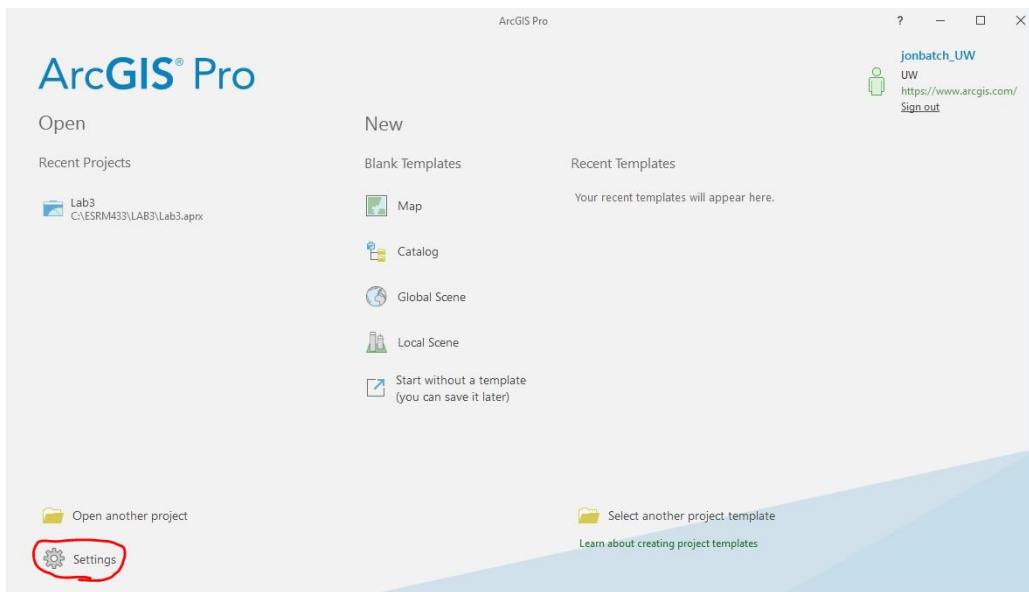 ArcGIS Pro
?
jonbatch_UW
UW
https://www.arcgis.com/
Sign out
ArcGIS® Pro
Open
New
Recent Projects
Blank Templates
Recent Templates
Lab3
C:\ESRM433\LAB3\Lab3.aprx
Map
Your recent templates will appear here.
Catalog
Global Scene
Local Scene
Start without a template
(you can save it later)
Open another project
Select another project template
Learn about creating project templates
Settings